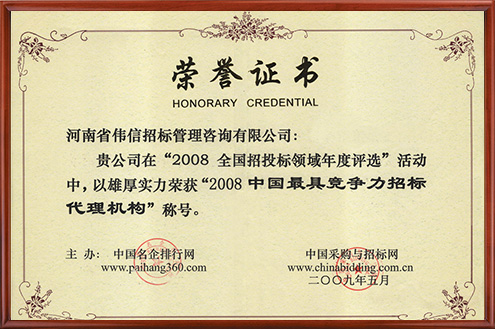 荣誉证书
HONORARY CREDENTIAL
河南省伟信招标管理咨询有限公司：
贵公司在“2008 全国招投标领域年度评选”活动
中，以雄厚实力荣获“2008 中国最具竞争力招标
代理机构”称号。
主 办：中国名企排行网 中国采购与招标网
www.paihang360.com www.chinabidding.com.cn
二〇〇九年五月